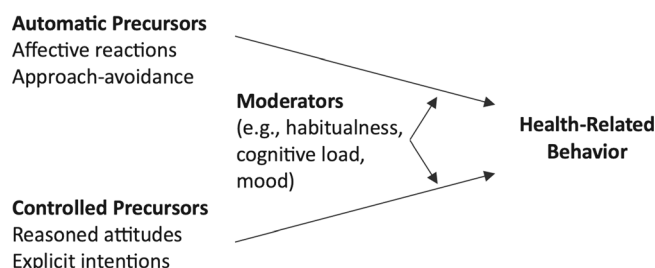 Automatic Precursors
Affective reactions
Approach-avoidance
Moderators
(e.g., habitualness,
cognitive load,
mood)
Health-Related
Behavior
Controlled Precursors
Reasoned attitudes
Explicit intentions